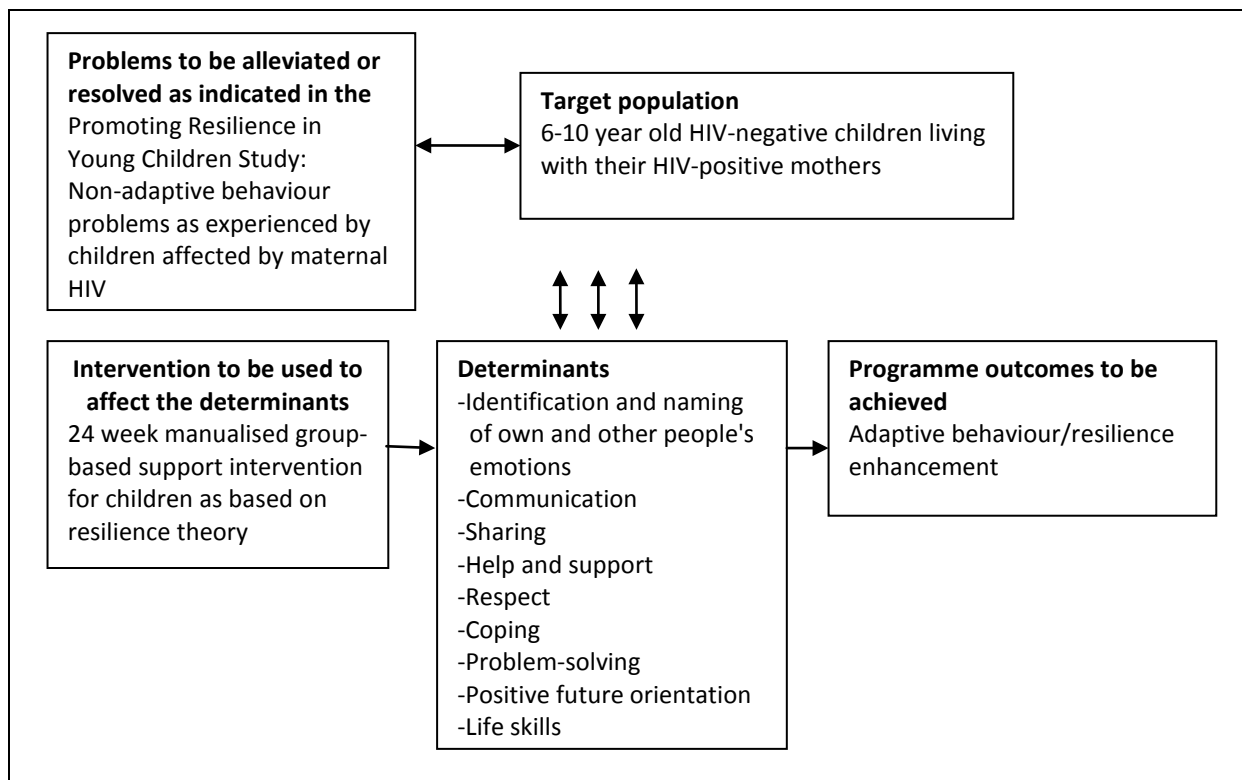 Problems to be alleviated or
resolved as indicated in the
Promoting Resilience in
Young Children Study:
Non-adaptive behaviour
problems as experienced by
children affected by maternal
HIV
Target population
6-10 year old HIV-negative children living
with their HIV-positive mothers
Intervention to be used to
affect the determinants
24 week manualised group-
based support intervention
for children as based on
resilience theory
Determinants
-Identification and naming
of own and other people's
emotions
-Communication
-Sharing
-Help and support
-Respect
-Coping
-Problem-solving
-Positive future orientation
-Life skills
Programme outcomes to be
achieved
Adaptive behaviour/resilience
enhancement